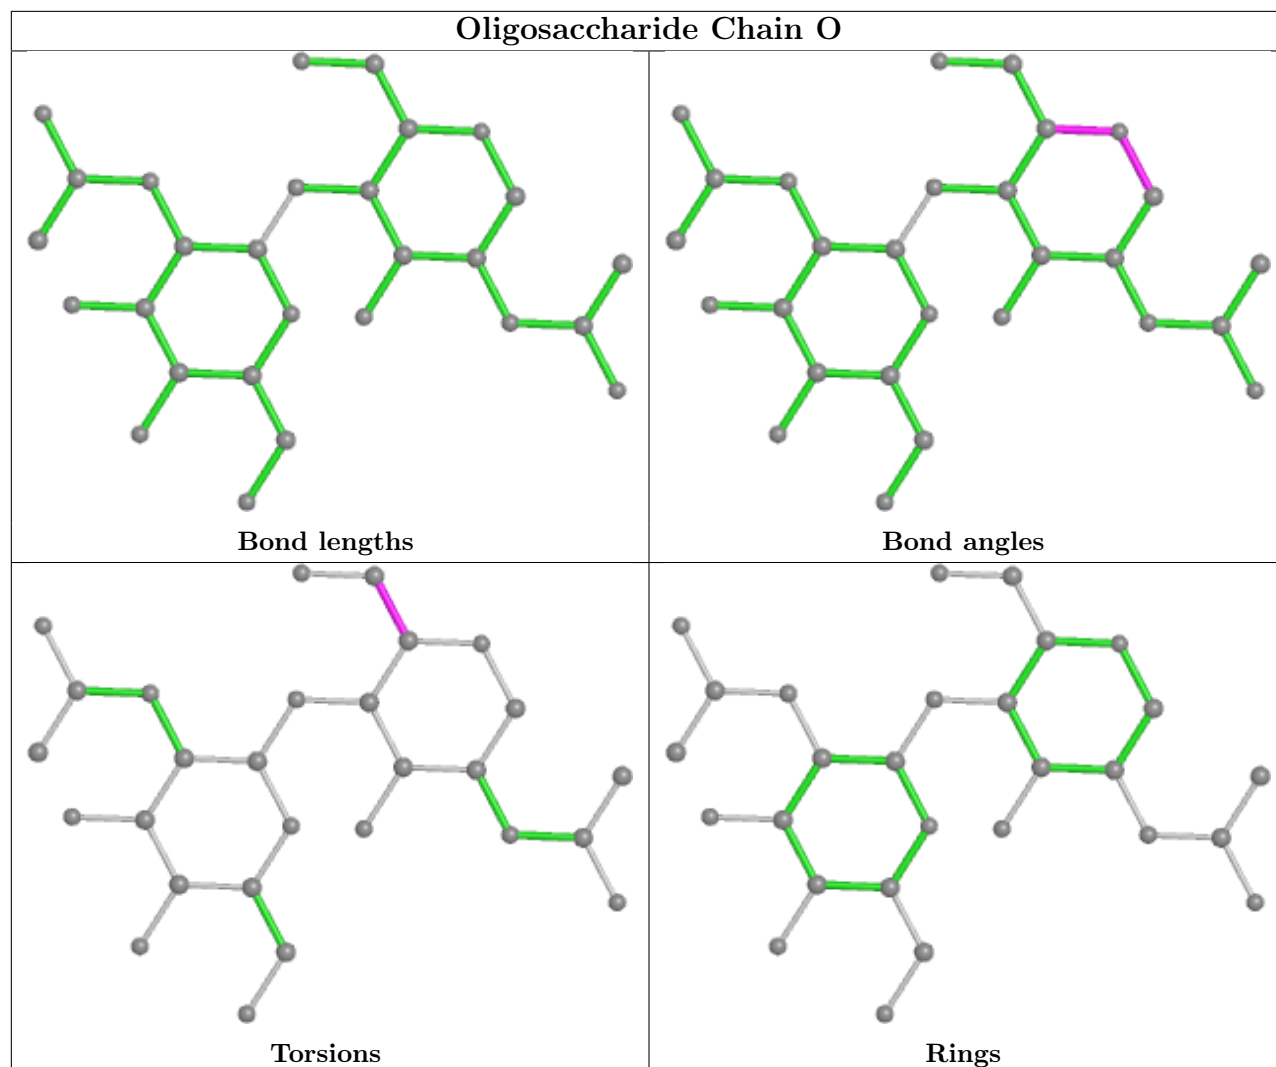 Oligosaccharide Chain O
Bond lengths
Bond angles
Torsions
Rings